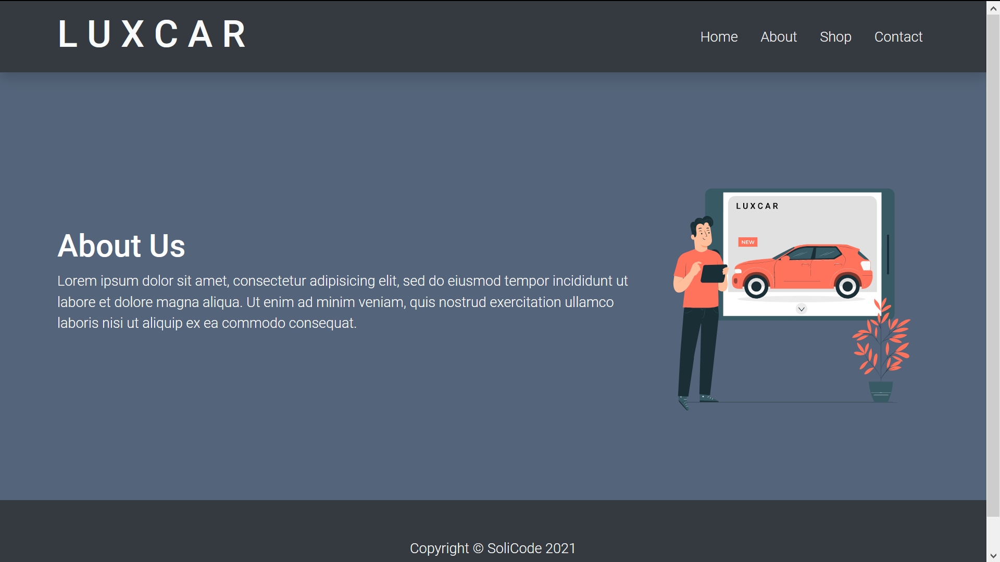 LUXCAR
Home About Shop Contact
LUXCAR
NEW
About Us
Lorem ipsum dolor sit amet, consectetur adipisicing elit, sed do eiusmod tempor incididunt ut
labore et dolore magna aliqua. Ut enim ad minim veniam, quis nostrud exercitation ullamco
laboris nisi ut aliquip ex ea commodo consequat.
Copyright © SoliCode 2021